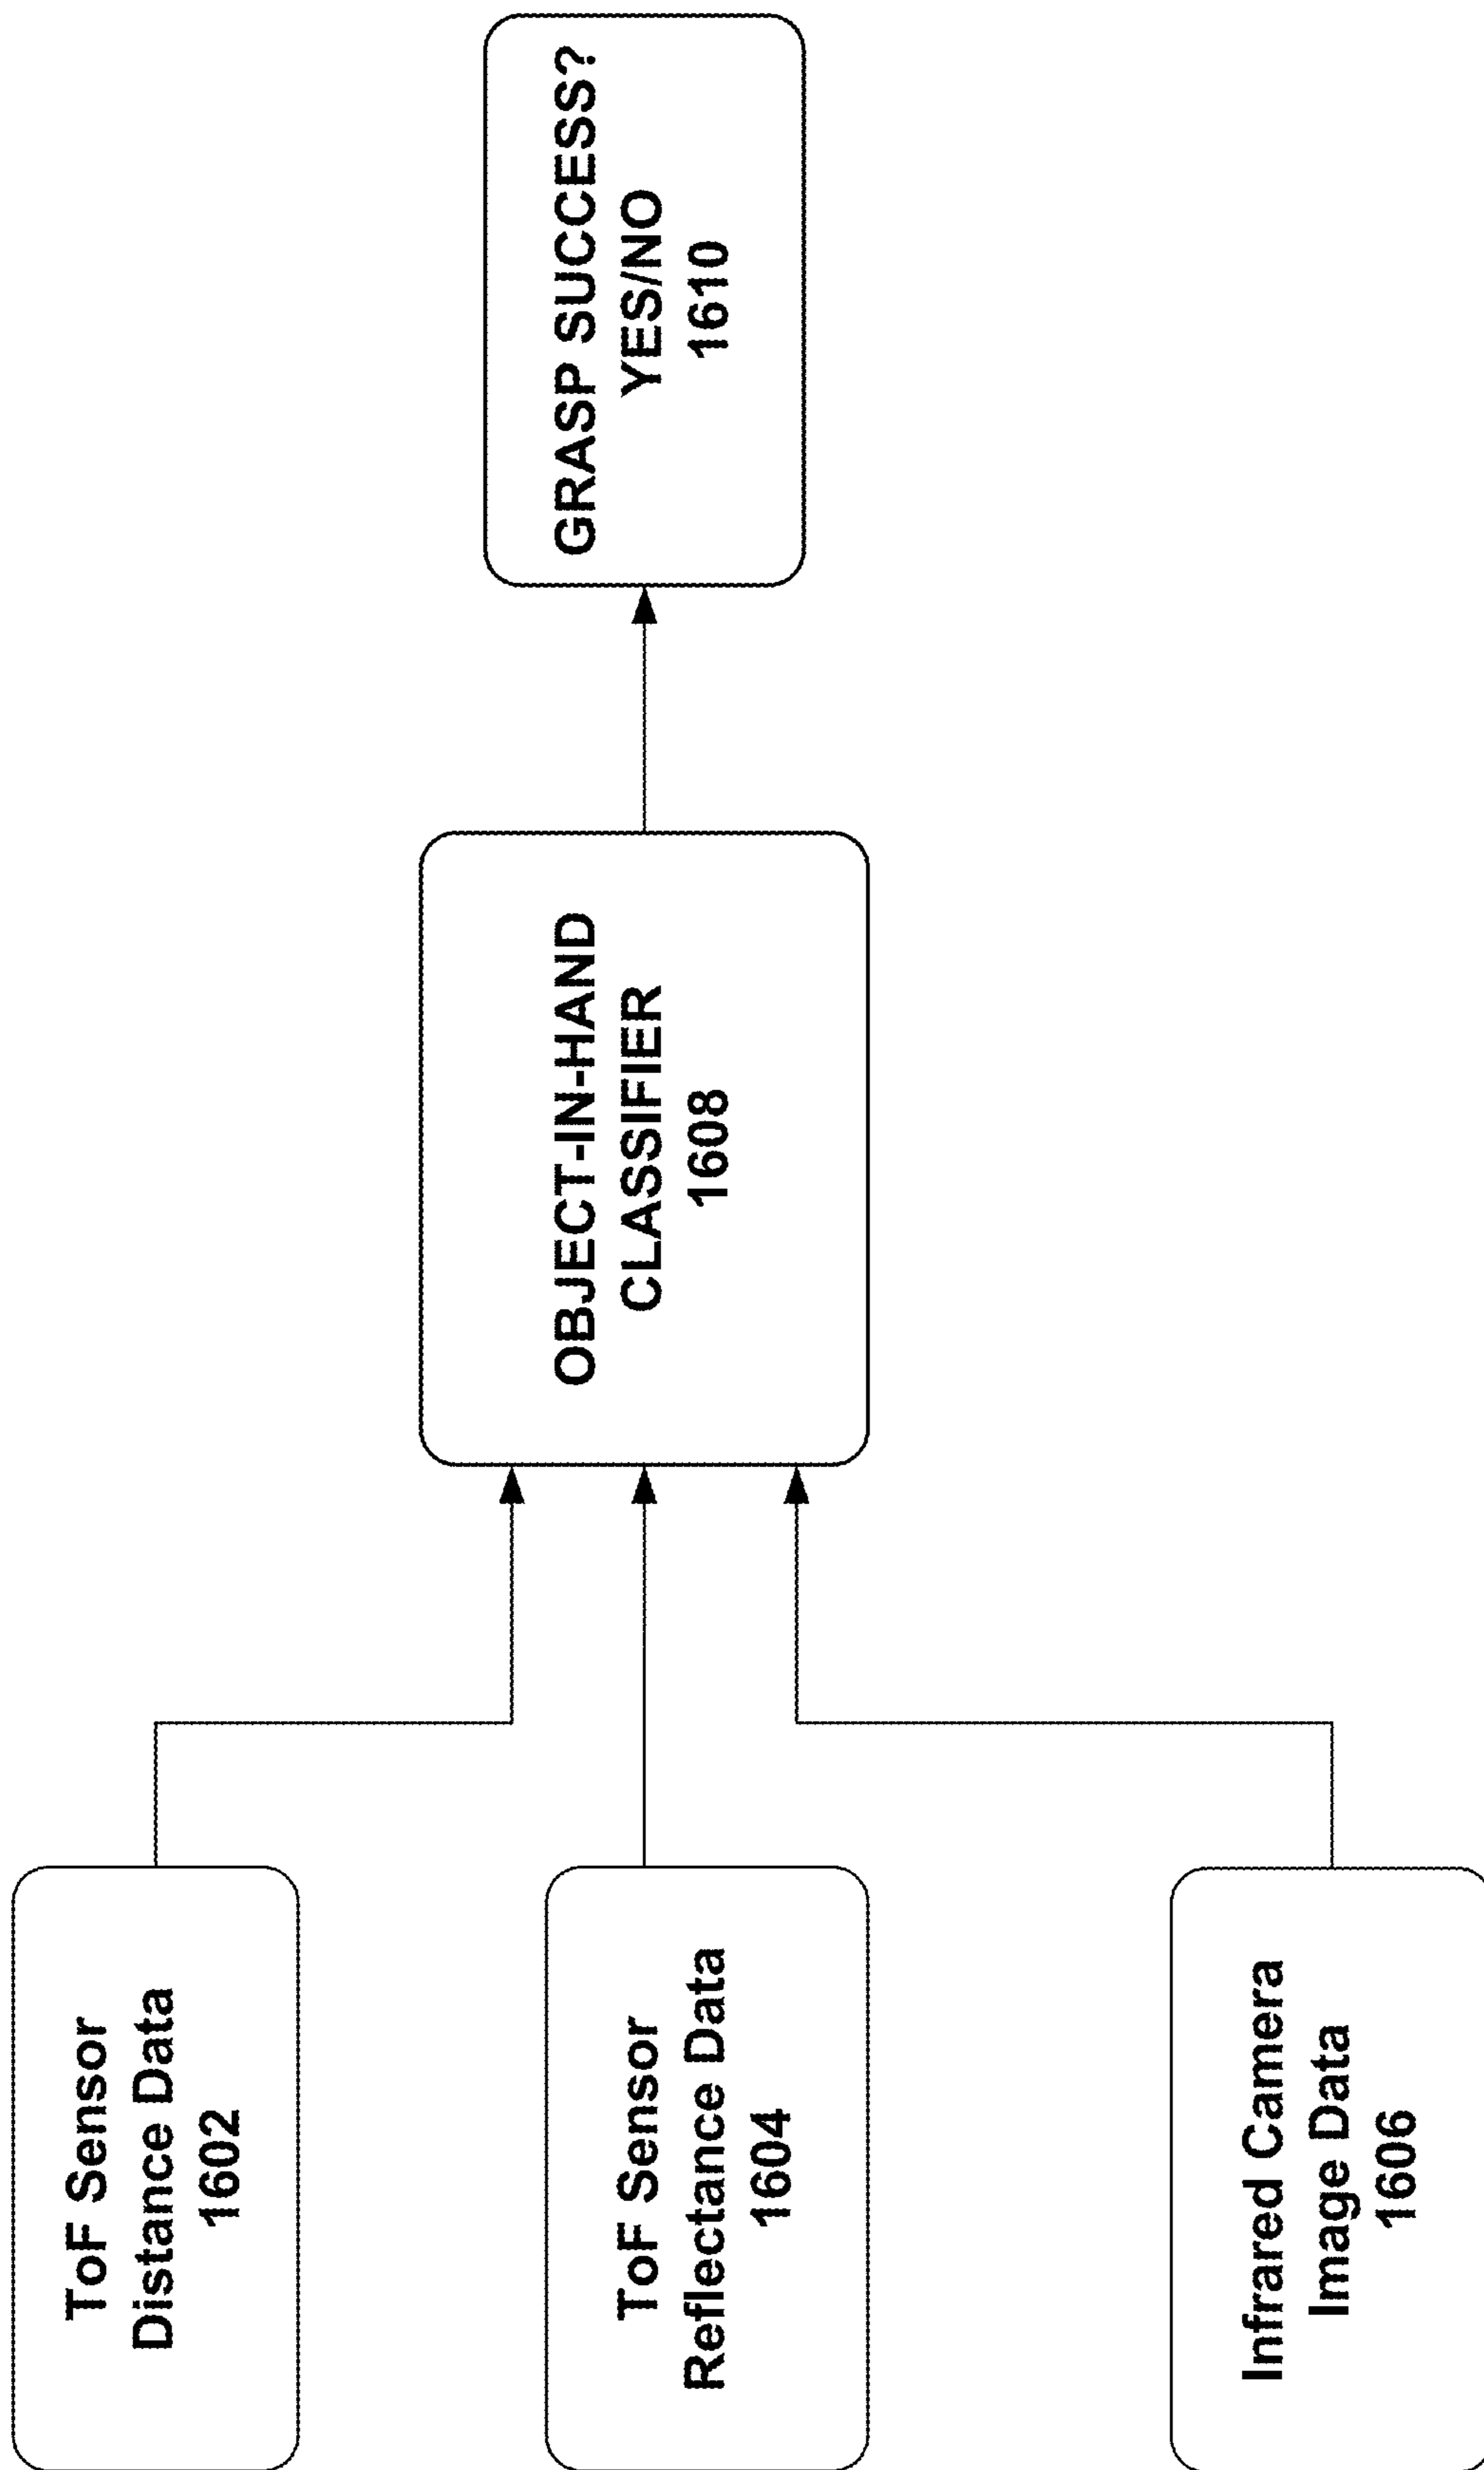 ToF Sensor
Distance Data
1602
ToF Sensor
Reflectance Data
1604
Infrared Camera
Image Data
1606
OBJECT-IN-HAND
CLASSIFIER
1608
GRASP SUCCESS?
YES/NO
1610